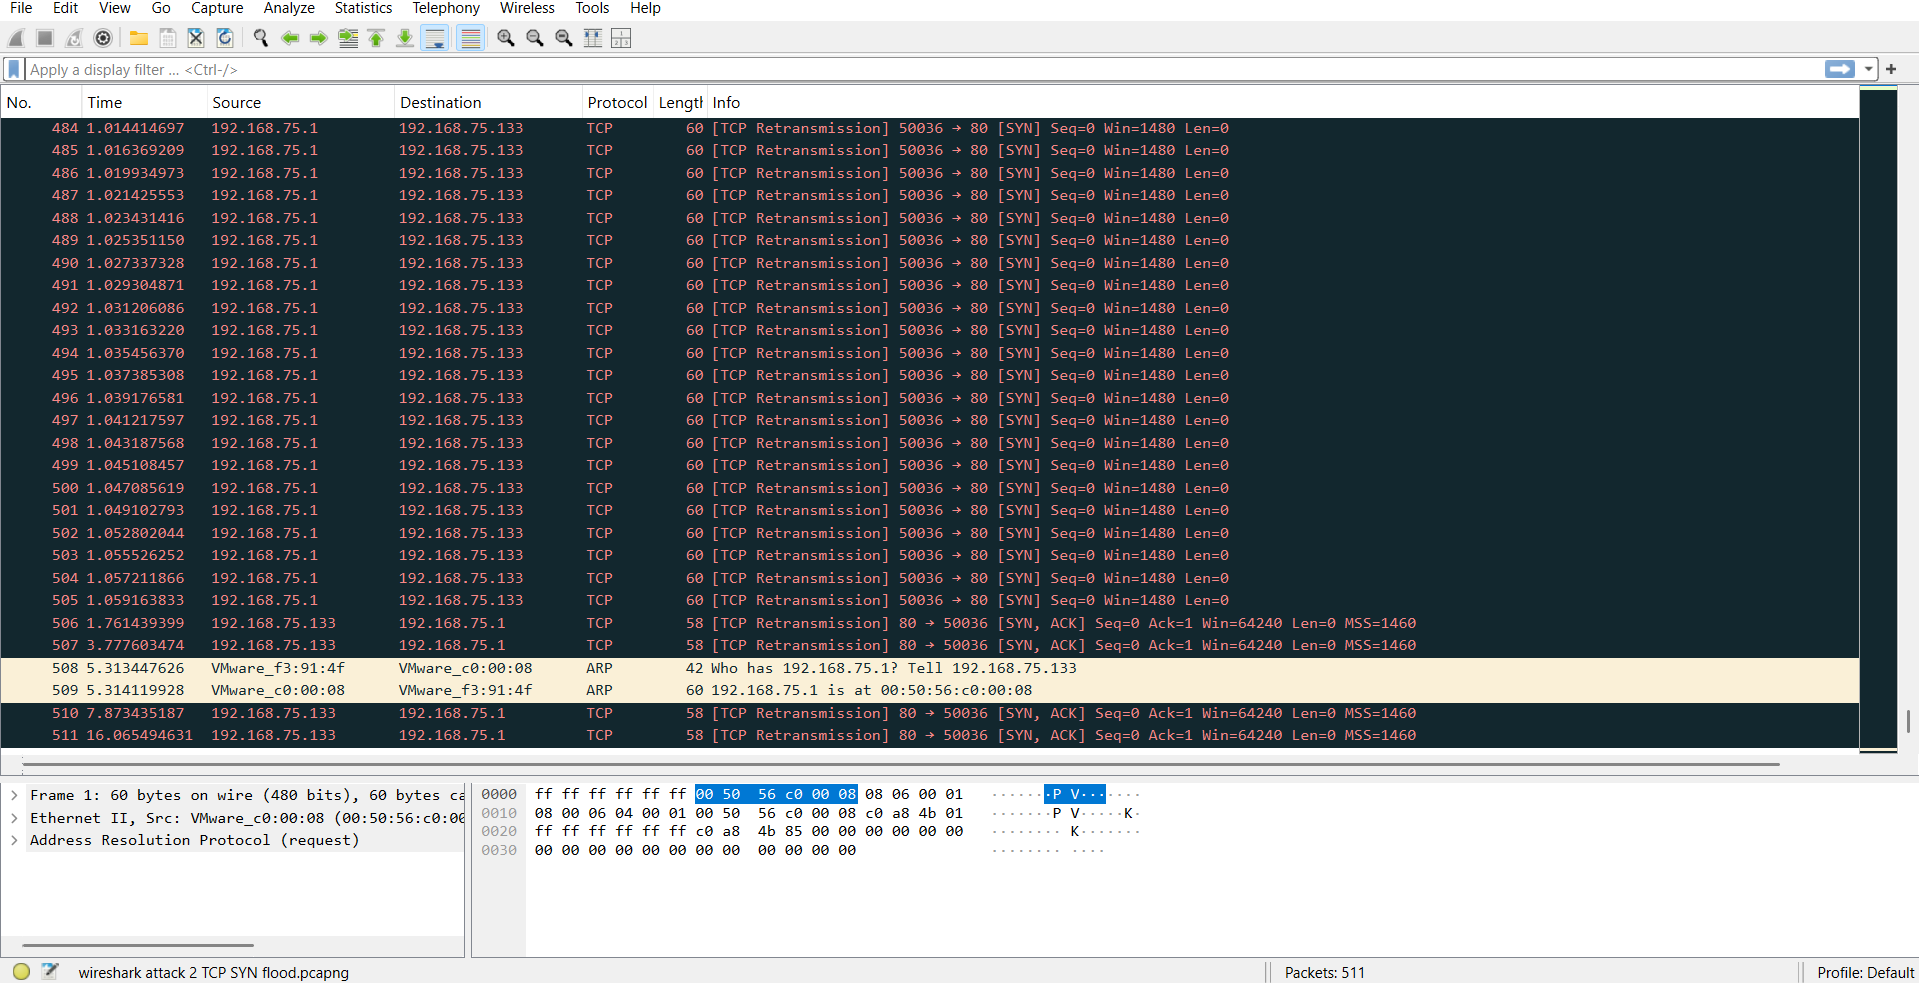 File Edit View Go Capture Analyze Statistics Telephony Wireless Tools Help
Apply a display filter ... <Ctrl-/>
No. Time Source Destination Protocol Length Info
484 1.014414697 192.168.75.1 192.168.75.133 TCP 60 [TCP Retransmission] 50036 → 80 [SYN] Seq=0 Win=1480 Len=0
485 1.016369209 192.168.75.1 192.168.75.133 TCP 60 [TCP Retransmission] 50036 → 80 [SYN] Seq=0 Win=1480 Len=0
486 1.019934973 192.168.75.1 192.168.75.133 TCP 60 [TCP Retransmission] 50036 → 80 [SYN] Seq=0 Win=1480 Len=0
487 1.021425553 192.168.75.1 192.168.75.133 TCP 60 [TCP Retransmission] 50036 → 80 [SYN] Seq=0 Win=1480 Len=0
488 1.023431416 192.168.75.1 192.168.75.133 TCP 60 [TCP Retransmission] 50036 → 80 [SYN] Seq=0 Win=1480 Len=0
489 1.025351150 192.168.75.1 192.168.75.133 TCP 60 [TCP Retransmission] 50036 → 80 [SYN] Seq=0 Win=1480 Len=0
490 1.027337328 192.168.75.1 192.168.75.133 TCP 60 [TCP Retransmission] 50036 → 80 [SYN] Seq=0 Win=1480 Len=0
491 1.029304871 192.168.75.1 192.168.75.133 TCP 60 [TCP Retransmission] 50036 → 80 [SYN] Seq=0 Win=1480 Len=0
492 1.031206086 192.168.75.1 192.168.75.133 TCP 60 [TCP Retransmission] 50036 → 80 [SYN] Seq=0 Win=1480 Len=0
493 1.033163220 192.168.75.1 192.168.75.133 TCP 60 [TCP Retransmission] 50036 → 80 [SYN] Seq=0 Win=1480 Len=0
494 1.035456370 192.168.75.1 192.168.75.133 TCP 60 [TCP Retransmission] 50036 → 80 [SYN] Seq=0 Win=1480 Len=0
495 1.037385308 192.168.75.1 192.168.75.133 TCP 60 [TCP Retransmission] 50036 → 80 [SYN] Seq=0 Win=1480 Len=0
496 1.039176581 192.168.75.1 192.168.75.133 TCP 60 [TCP Retransmission] 50036 → 80 [SYN] Seq=0 Win=1480 Len=0
497 1.041217597 192.168.75.1 192.168.75.133 TCP 60 [TCP Retransmission] 50036 → 80 [SYN] Seq=0 Win=1480 Len=0
498 1.043187568 192.168.75.1 192.168.75.133 TCP 60 [TCP Retransmission] 50036 → 80 [SYN] Seq=0 Win=1480 Len=0
499 1.045108457 192.168.75.1 192.168.75.133 TCP 60 [TCP Retransmission] 50036 → 80 [SYN] Seq=0 Win=1480 Len=0
500 1.047085619 192.168.75.1 192.168.75.133 TCP 60 [TCP Retransmission] 50036 → 80 [SYN] Seq=0 Win=1480 Len=0
501 1.049102793 192.168.75.1 192.168.75.133 TCP 60 [TCP Retransmission] 50036 → 80 [SYN] Seq=0 Win=1480 Len=0
502 1.052802044 192.168.75.1 192.168.75.133 TCP 60 [TCP Retransmission] 50036 → 80 [SYN] Seq=0 Win=1480 Len=0
503 1.055526252 192.168.75.1 192.168.75.133 TCP 60 [TCP Retransmission] 50036 → 80 [SYN] Seq=0 Win=1480 Len=0
504 1.057211866 192.168.75.1 192.168.75.133 TCP 60 [TCP Retransmission] 50036 → 80 [SYN] Seq=0 Win=1480 Len=0
505 1.059163833 192.168.75.1 192.168.75.133 TCP 60 [TCP Retransmission] 50036 → 80 [SYN] Seq=0 Win=1480 Len=0
506 1.761439399 192.168.75.133 192.168.75.1 TCP 58 [TCP Retransmission] 80 → 50036 [SYN, ACK] Seq=0 Ack=1 Win=64240 Len=0 MSS=1460
507 3.777603474 192.168.75.133 192.168.75.1 TCP 58 [TCP Retransmission] 80 → 50036 [SYN, ACK] Seq=0 Ack=1 Win=64240 Len=0 MSS=1460
508 5.313447626 VMware_f3:91:4f VMware_c0:00:08 ARP 42 Who has 192.168.75.1? Tell 192.168.75.133
509 5.314119928 VMware_c0:00:08 VMware_f3:91:4f ARP 60 192.168.75.1 is at 00:50:56:c0:00:08
510 7.873435187 192.168.75.133 192.168.75.1 TCP 58 [TCP Retransmission] 80 → 50036 [SYN, ACK] Seq=0 Ack=1 Win=64240 Len=0 MSS=1460
511 16.065494631 192.168.75.133 192.168.75.1 TCP 58 [TCP Retransmission] 80 → 50036 [SYN, ACK] Seq=0 Ack=1 Win=64240 Len=0 MSS=1460
Frame 1: 60 bytes on wire (480 bits), 60 bytes ca
Ethernet II, Src: VMware_c0:00:08 (00:50:56:c0:00
Address Resolution Protocol (request)
0000 ff ff ff ff ff ff 00 50 56 c0 00 08 08 06 00 01 ·······P V·······
0010 08 00 06 04 00 01 00 50 56 c0 00 08 c0 a8 4b 01 ·······P V·····K·
0020 ff ff ff ff ff ff c0 a8 4b 85 00 00 00 00 00 00 ········ K·······
0030 00 00 00 00 00 00 00 00 00 00 00 00 ········ ····
wireshark attack 2 TCP SYN flood.pcapng
Packets: 511
Profile: Default